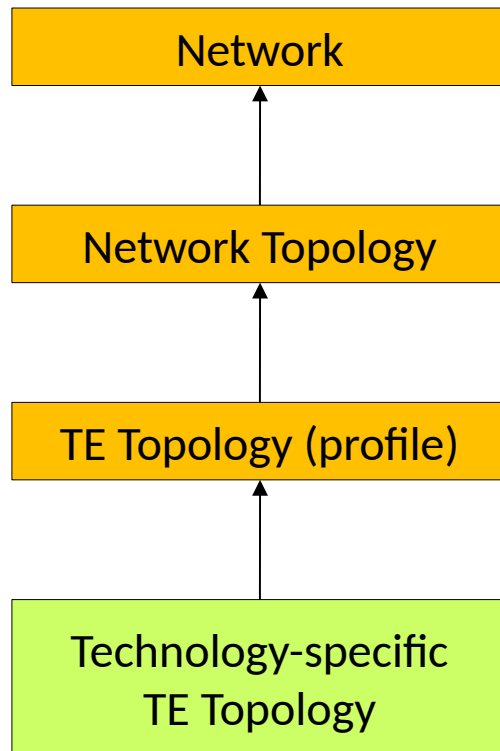 Network
Network Topology
TE Topology (profile)
Technology-specific
TE Topology